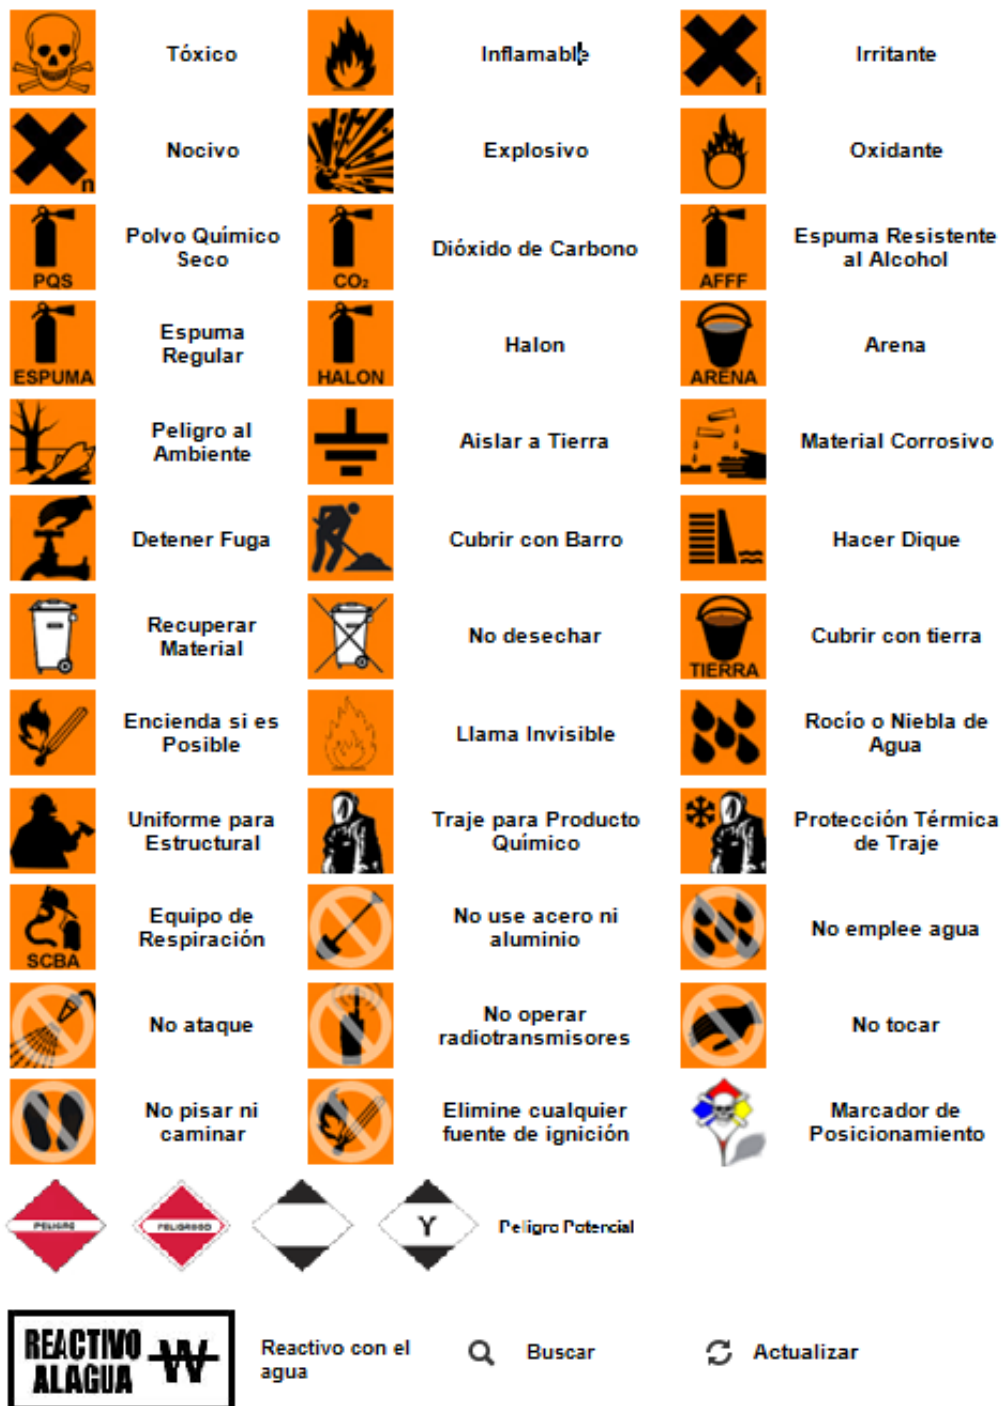 Tóxico
Inflamable
Irritante
i
Nocivo
n
Explosivo
Oxidante
Polvo Químico
Seco
PQS
Dióxido de Carbono
CO₂
Espuma Resistente
al Alcohol
AFFF
Espuma
Regular
ESPUMA
Halon
HALON
Arena
ARENA
Peligro al
Ambiente
Aislar a Tierra
Material Corrosivo
Detener Fuga
Cubrir con Barro
Hacer Dique
Recuperar
Material
No desechar
Cubrir con tierra
TIERRA
Encienda si es
Posible
Llama Invisible
Rocío o Niebla de
Agua
Uniforme para
Estructural
Traje para Producto
Químico
Protección Térmica
de Traje
Equipo de
Respiración
SCBA
No use acero ni
aluminio
No emplee agua
No ataque
No operar
radiotransmisores
No tocar
No pisar ni
caminar
Elimine cualquier
fuente de ignición
Marcador de
Posicionamiento
PELIGRO
PELIGROSO
Y
Peligro Potencial
REACTIVO
ALAGUA
W
Reactivo con el
agua
Buscar
Actualizar